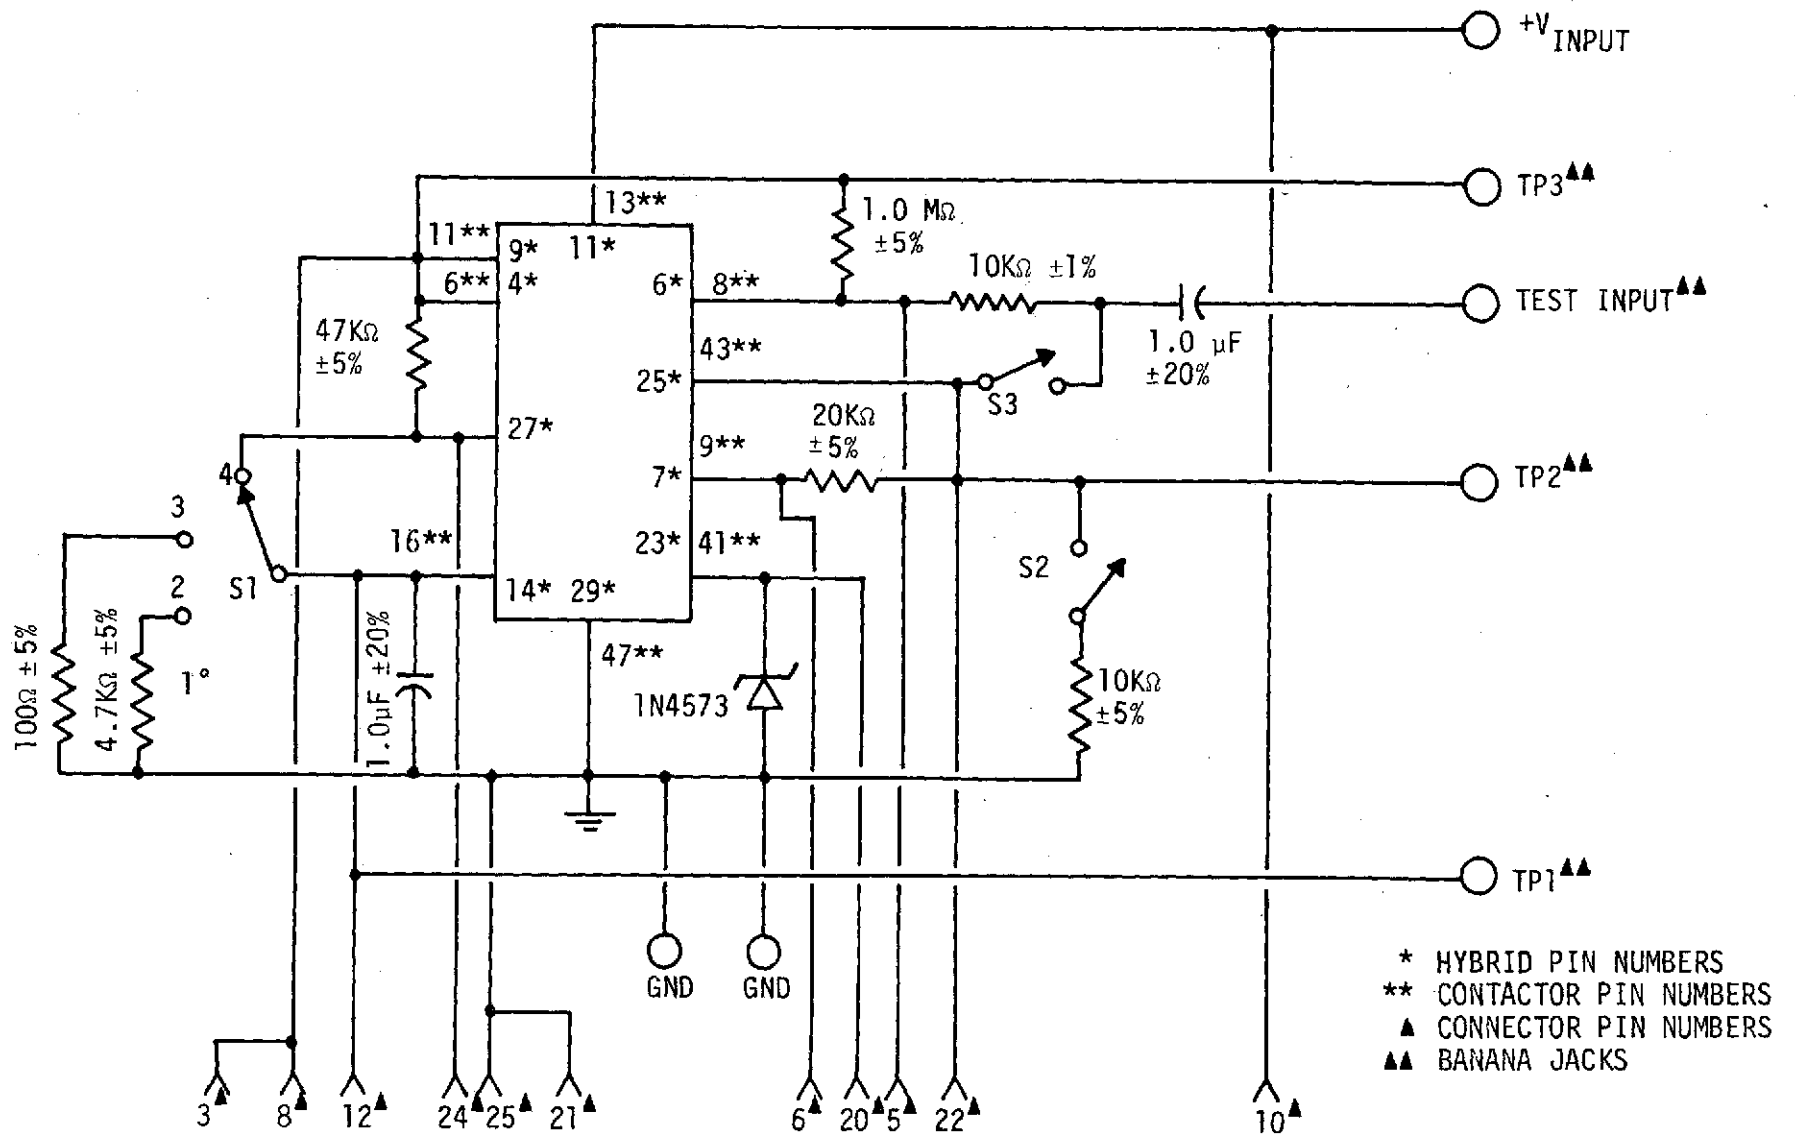 +V INPUT
TP3▲▲
13**
1.0 MΩ
±5%
11**
9*
11*
6**
4*
6*
8**
10KΩ ±1%
TEST INPUT▲▲
47KΩ
±5%
43**
1.0 µF
±20%
25*
S3
20KΩ
±5%
27*
9**
7*
TP2▲▲
4
3
16**
23*
41**
S2
S1
2
14*
29*
100Ω ±5%
4.7KΩ ±5%
1°
1.0µF ±20%
47**
1N4573
10KΩ
±5%
TP1▲▲
GND
GND
* HYBRID PIN NUMBERS
** CONTACTOR PIN NUMBERS
▲ CONNECTOR PIN NUMBERS
▲▲ BANANA JACKS
3▲
8▲
12▲
24▲
25▲
21▲
6▲
20▲
5▲
22▲
10▲